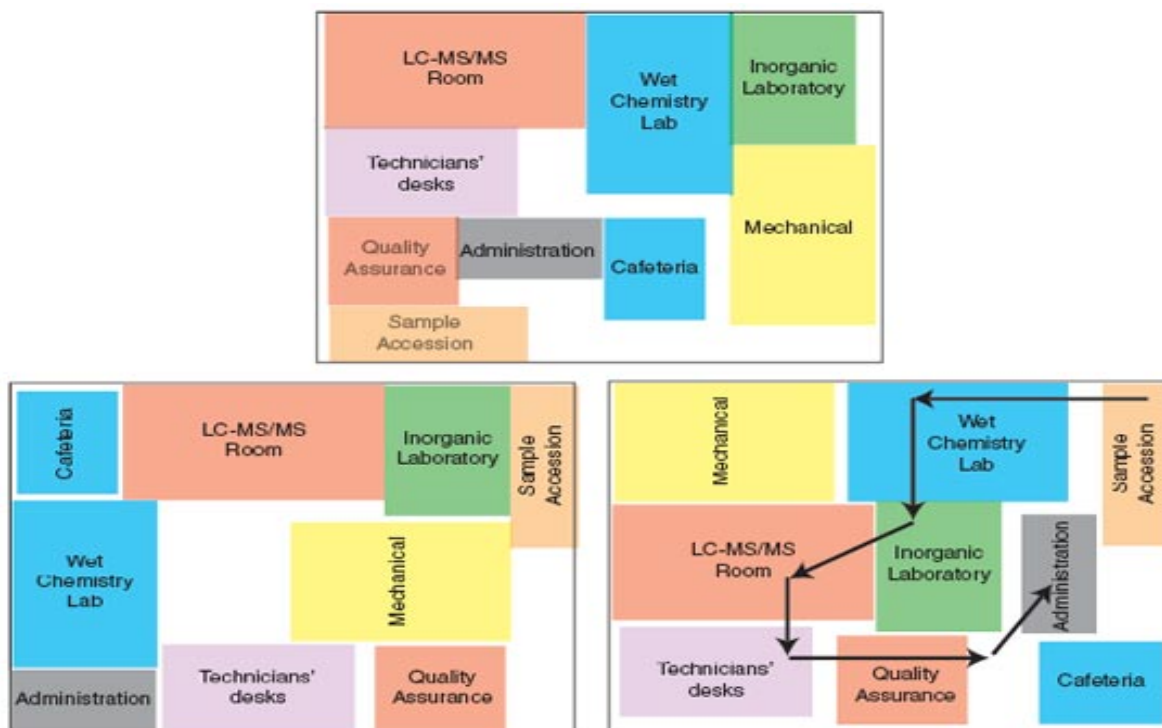 LC-MS/MS
Room
Wet
Chemistry
Lab
Inorganic
Laboratory
Technicians'
desks
Mechanical
Quality
Assurance
Administration
Cafeteria
Sample
Accession
Cafeteria
LC-MS/MS
Room
Inorganic
Laboratory
Sample
Accession
Wet
Chemistry
Lab
Mechanical
Administration
Technicians'
desks
Quality
Assurance
Mechanical
Wet
Chemistry
Lab
Sample
Accession
LC-MS/MS
Room
Inorganic
Laboratory
Administration
Technicians'
desks
Quality
Assurance
Cafeteria